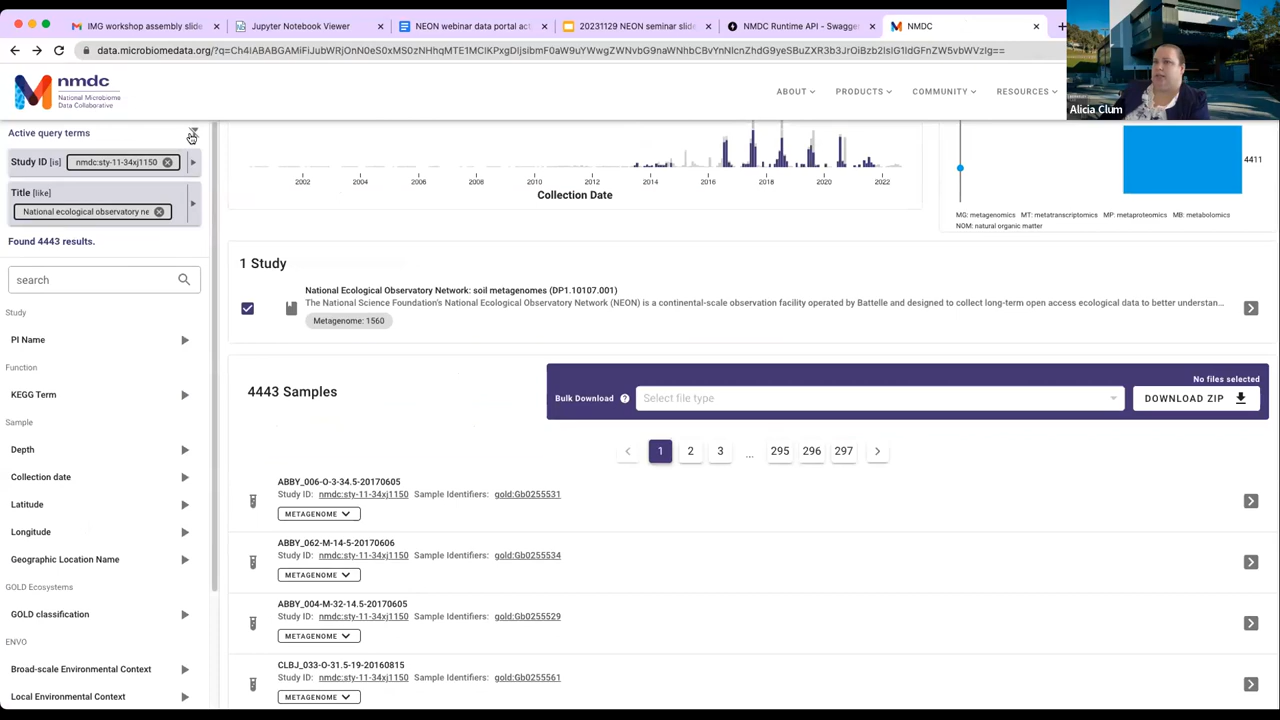 IMG workshop assembly slides
Jupyter Notebook Viewer
NEON webinar data portal act
20231129 NEON seminar slides
NMDC Runtime API - Swagger
NMDC
nmdc
National Microbiome
Data Collaborative
ABOUT
PRODUCTS
COMMUNITY
RESOURCES
Alicia Clum
Active query terms
Study ID [is] nmdc:sty-11-34xj1150
Title [like]
National ecological observatory ne
Found 4443 results.
search
Study
PI Name
Function
KEGG Term
Sample
Depth
Collection date
Latitude
Longitude
Geographic Location Name
GOLD Ecosystems
GOLD classification
ENVO
Broad-scale Environmental Context
Local Environmental Context
2002 2004 2006 2008 2010 2012 2014 2016 2018 2020 2022
Collection Date
4411
MG: metagenomics MT: metatranscriptomics MP: metaproteomics MB: metabolomics
NOM: natural organic matter
1 Study
National Ecological Observatory Network: soil metagenomes (DP1.10107.001)
The National Science Foundation's National Ecological Observatory Network (NEON) is a continental-scale observation facility operated by Battelle and designed to collect long-term open access ecological data to better understan...
Metagenome: 1560
4443 Samples
No files selected
Bulk Download ? Select file type
DOWNLOAD ZIP
1 2 3 ... 295 296 297
ABBY_006-O-3-34.5-20170605
Study ID: nmdc:sty-11-34xj1150 Sample Identifiers: gold:Gb0255531
METAGENOME
ABBY_062-M-14-5-20170606
Study ID: nmdc:sty-11-34xj1150 Sample Identifiers: gold:Gb0255534
METAGENOME
ABBY_004-M-32-14.5-20170605
Study ID: nmdc:sty-11-34xj1150 Sample Identifiers: gold:Gb0255529
METAGENOME
CLBJ_033-O-31.5-19-20160815
Study ID: nmdc:sty-11-34xj1150 Sample Identifiers: gold:Gb0255561
METAGENOME